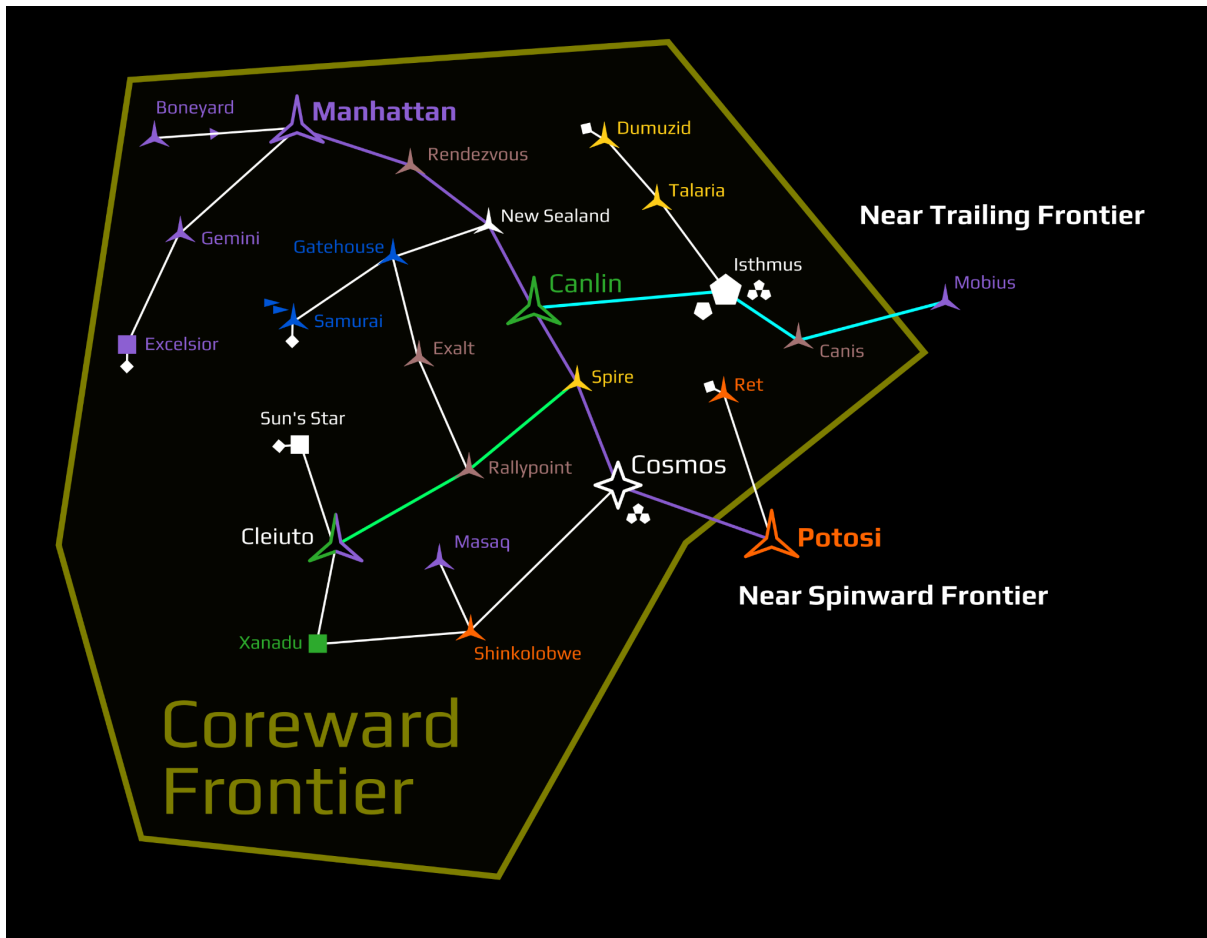 Boneyard
Manhattan
Dumuzid
Rendezvous
Talaria
New Sealand
Near Trailing Frontier
Gemini
Gatehouse
Isthmus
Canlin
Mobius
Samurai
Excelsior
Exalt
Canis
Spire
Ret
Sun's Star
Rallypoint
Cosmos
Cleiuto
Masaq
Potosi
Near Spinward Frontier
Xanadu
Shinkolobwe
Coreward
Frontier